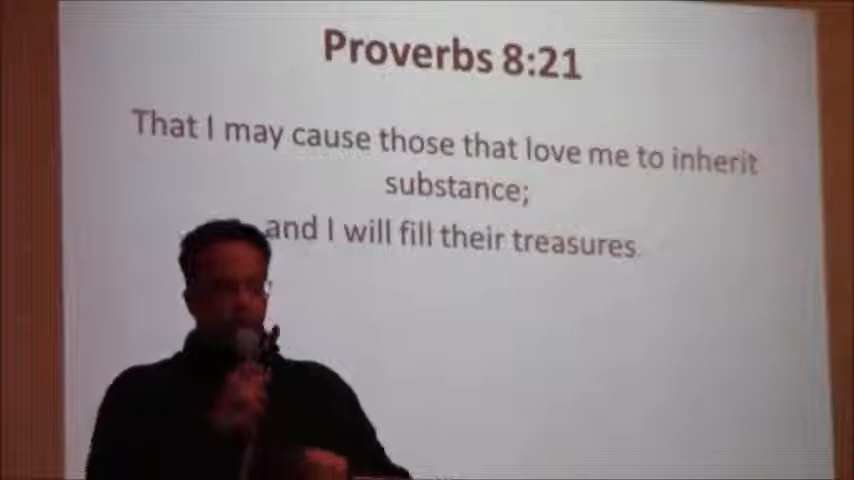 Proverbs 8:21
That I may cause those that love me to inherit
substance;
and I will fill their treasures.